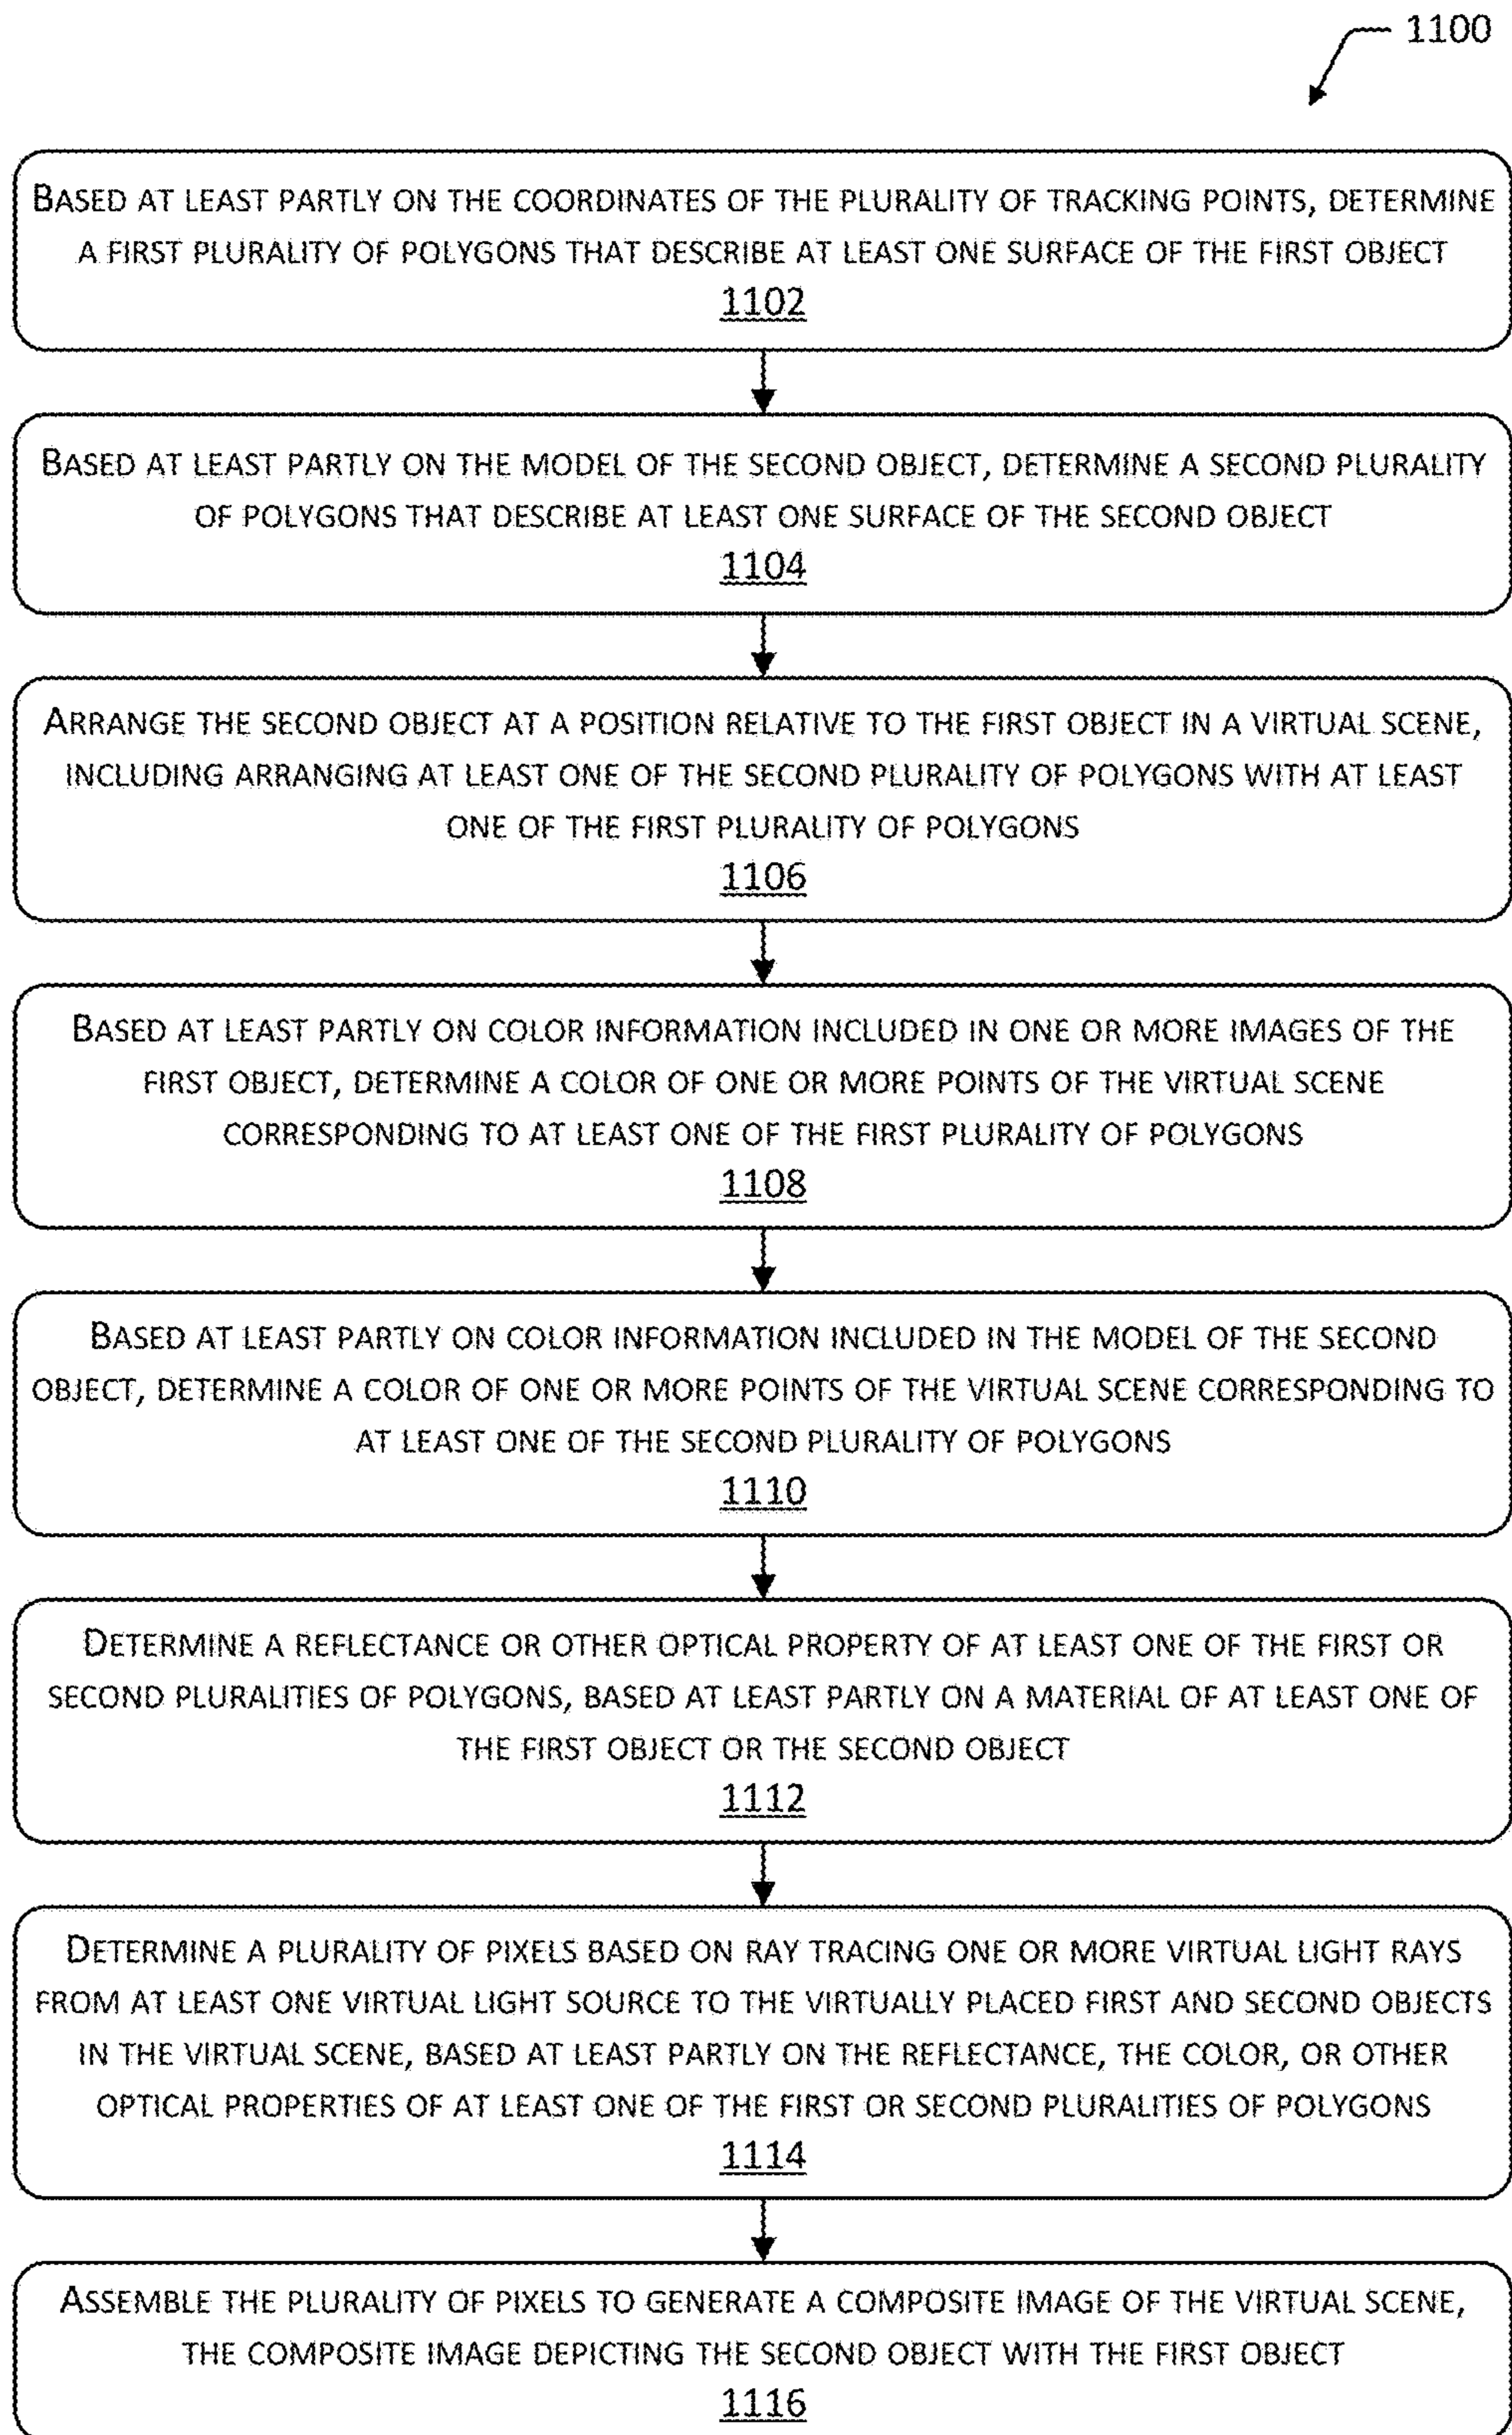 1100
BASED AT LEAST PARTLY ON THE COORDINATES OF THE PLURALITY OF TRACKING POINTS, DETERMINE
A FIRST PLURALITY OF POLYGONS THAT DESCRIBE AT LEAST ONE SURFACE OF THE FIRST OBJECT
1102
BASED AT LEAST PARTLY ON THE MODEL OF THE SECOND OBJECT, DETERMINE A SECOND PLURALITY
OF POLYGONS THAT DESCRIBE AT LEAST ONE SURFACE OF THE SECOND OBJECT
1104
ARRANGE THE SECOND OBJECT AT A POSITION RELATIVE TO THE FIRST OBJECT IN A VIRTUAL SCENE,
INCLUDING ARRANGING AT LEAST ONE OF THE SECOND PLURALITY OF POLYGONS WITH AT LEAST
ONE OF THE FIRST PLURALITY OF POLYGONS
1106
BASED AT LEAST PARTLY ON COLOR INFORMATION INCLUDED IN ONE OR MORE IMAGES OF THE
FIRST OBJECT, DETERMINE A COLOR OF ONE OR MORE POINTS OF THE VIRTUAL SCENE
CORRESPONDING TO AT LEAST ONE OF THE FIRST PLURALITY OF POLYGONS
1108
BASED AT LEAST PARTLY ON COLOR INFORMATION INCLUDED IN THE MODEL OF THE SECOND
OBJECT, DETERMINE A COLOR OF ONE OR MORE POINTS OF THE VIRTUAL SCENE CORRESPONDING TO
AT LEAST ONE OF THE SECOND PLURALITY OF POLYGONS
1110
DETERMINE A REFLECTANCE OR OTHER OPTICAL PROPERTY OF AT LEAST ONE OF THE FIRST OR
SECOND PLURALITIES OF POLYGONS, BASED AT LEAST PARTLY ON A MATERIAL OF AT LEAST ONE OF
THE FIRST OBJECT OR THE SECOND OBJECT
1112
DETERMINE A PLURALITY OF PIXELS BASED ON RAY TRACING ONE OR MORE VIRTUAL LIGHT RAYS
FROM AT LEAST ONE VIRTUAL LIGHT SOURCE TO THE VIRTUALLY PLACED FIRST AND SECOND OBJECTS
IN THE VIRTUAL SCENE, BASED AT LEAST PARTLY ON THE REFLECTANCE, THE COLOR, OR OTHER
OPTICAL PROPERTIES OF AT LEAST ONE OF THE FIRST OR SECOND PLURALITIES OF POLYGONS
1114
ASSEMBLE THE PLURALITY OF PIXELS TO GENERATE A COMPOSITE IMAGE OF THE VIRTUAL SCENE,
THE COMPOSITE IMAGE DEPICTING THE SECOND OBJECT WITH THE FIRST OBJECT
1116